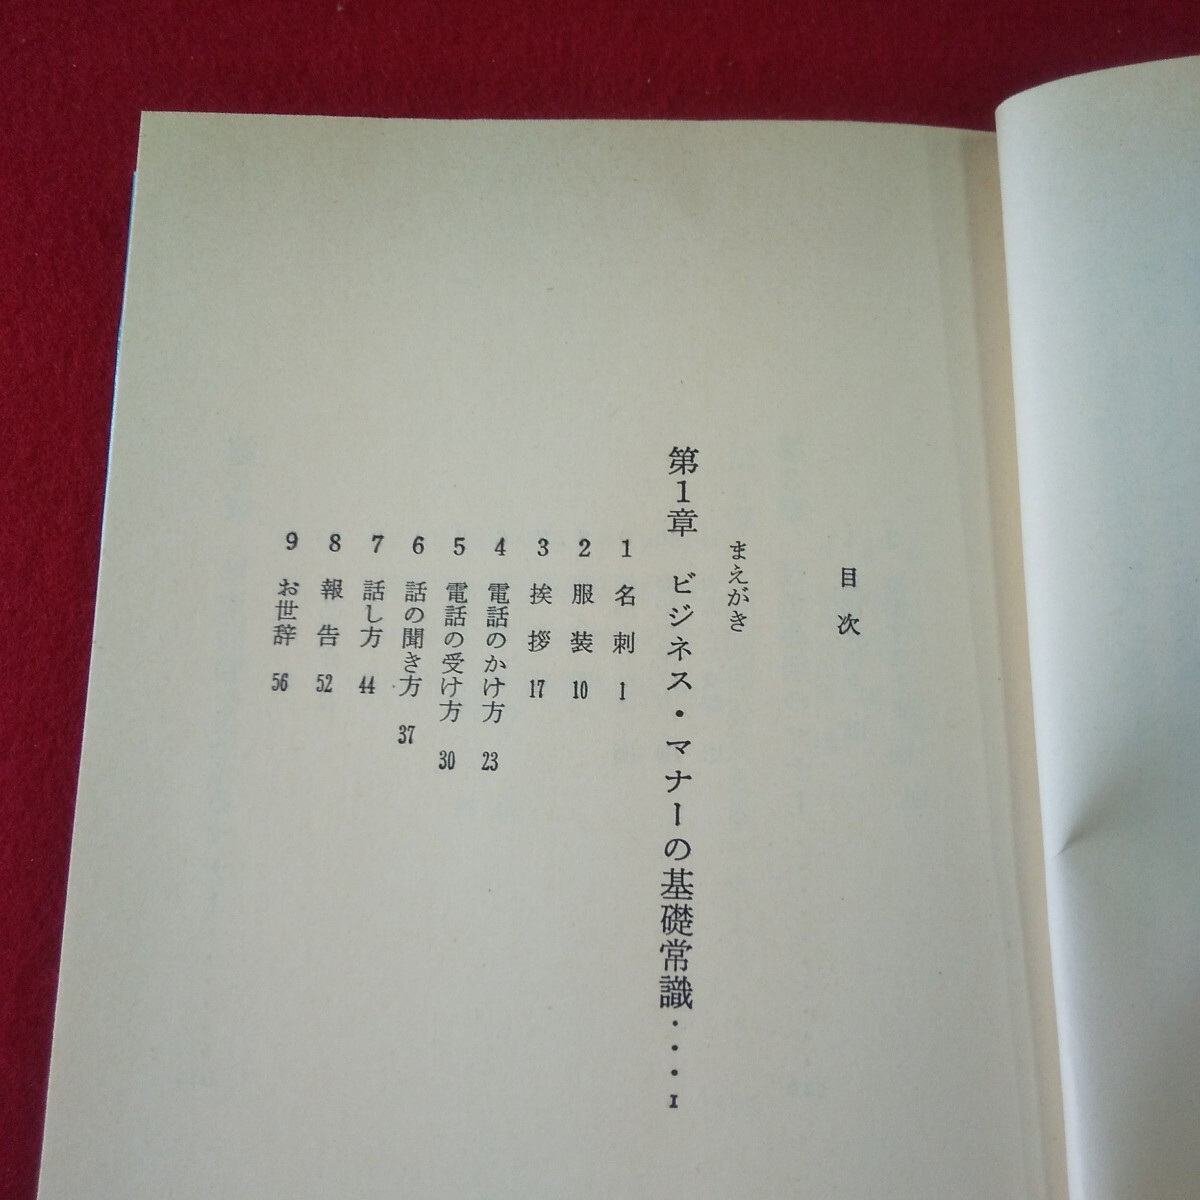 目次
まえがき
第1章 ビジネス・マナーの基礎常識・・・1
1 名刺 1
2 服装 10
3 挨拶 17
4 電話のかけ方 23
5 電話の受け方 30
6 話の聞き方 37
7 話し方 44
8 報告 52
9 お世辞 56